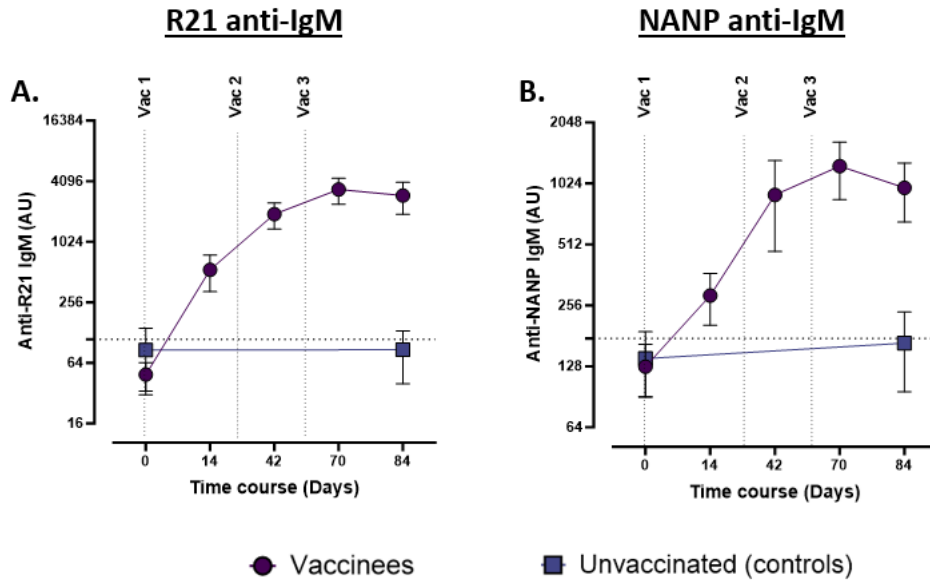 R21 anti-IgM
NANP anti-IgM
A.
Vac 1
Vac 2
Vac 3
16384
4096
1024
256
64
16
Anti-R21 IgM (AU)
0 14 42 70 84
Time course (Days)
B.
Vac 1
Vac 2
Vac 3
2048
1024
512
256
128
64
Anti-NANP IgM (AU)
0 14 42 70 84
Time course (Days)
Vaccinees
Unvaccinated (controls)